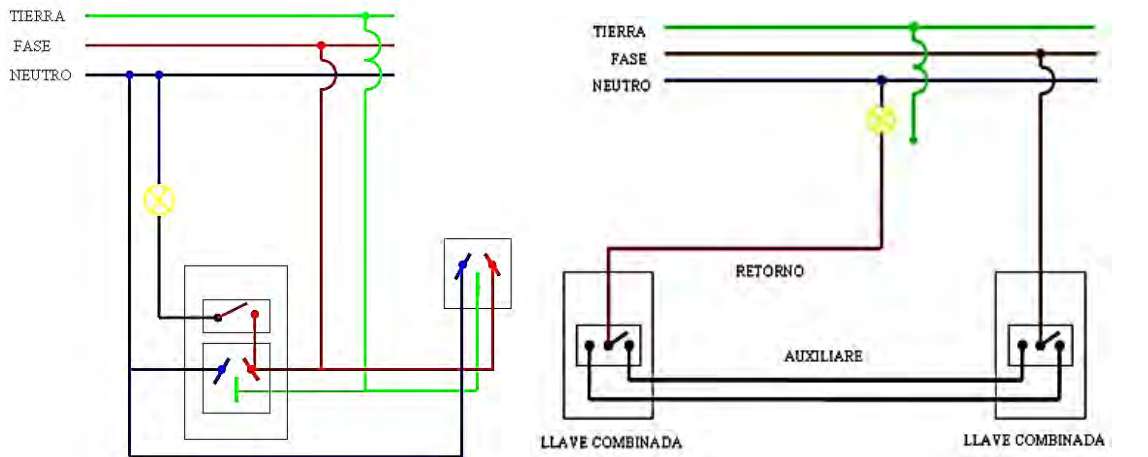 TIERRA
FASE
NEUTRO
TIERRA
FASE
NEUTRO
RETORNO
AUXILIARE
LLAVE COMBINADA
LLAVE COMBINADA